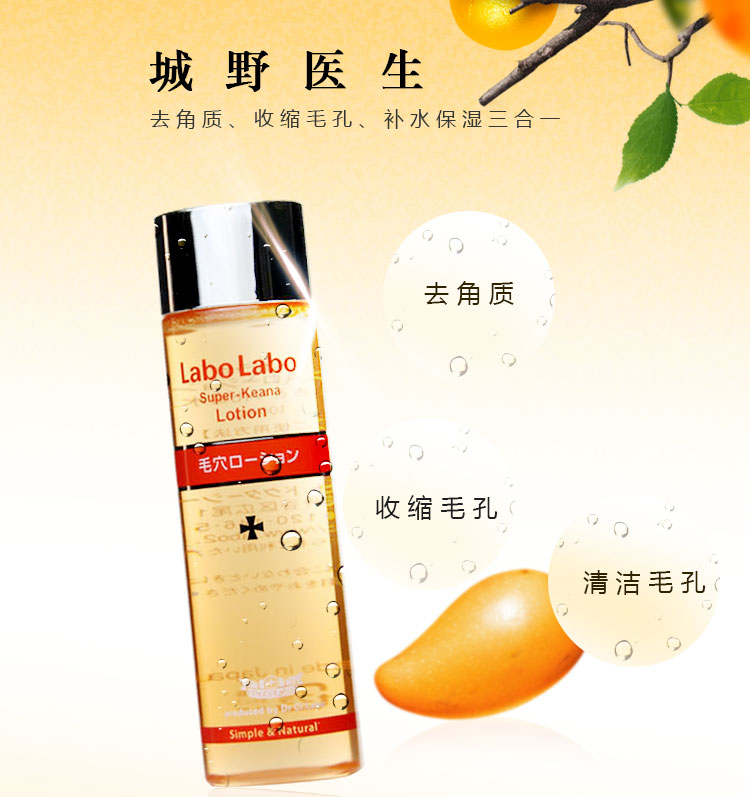 城野医生
去角质、收缩毛孔、补水保湿三合一
去角质
Labo Labo
Super-Keana
Lotion
毛穴ローション
收缩毛孔
清洁毛孔
Simple & Natural